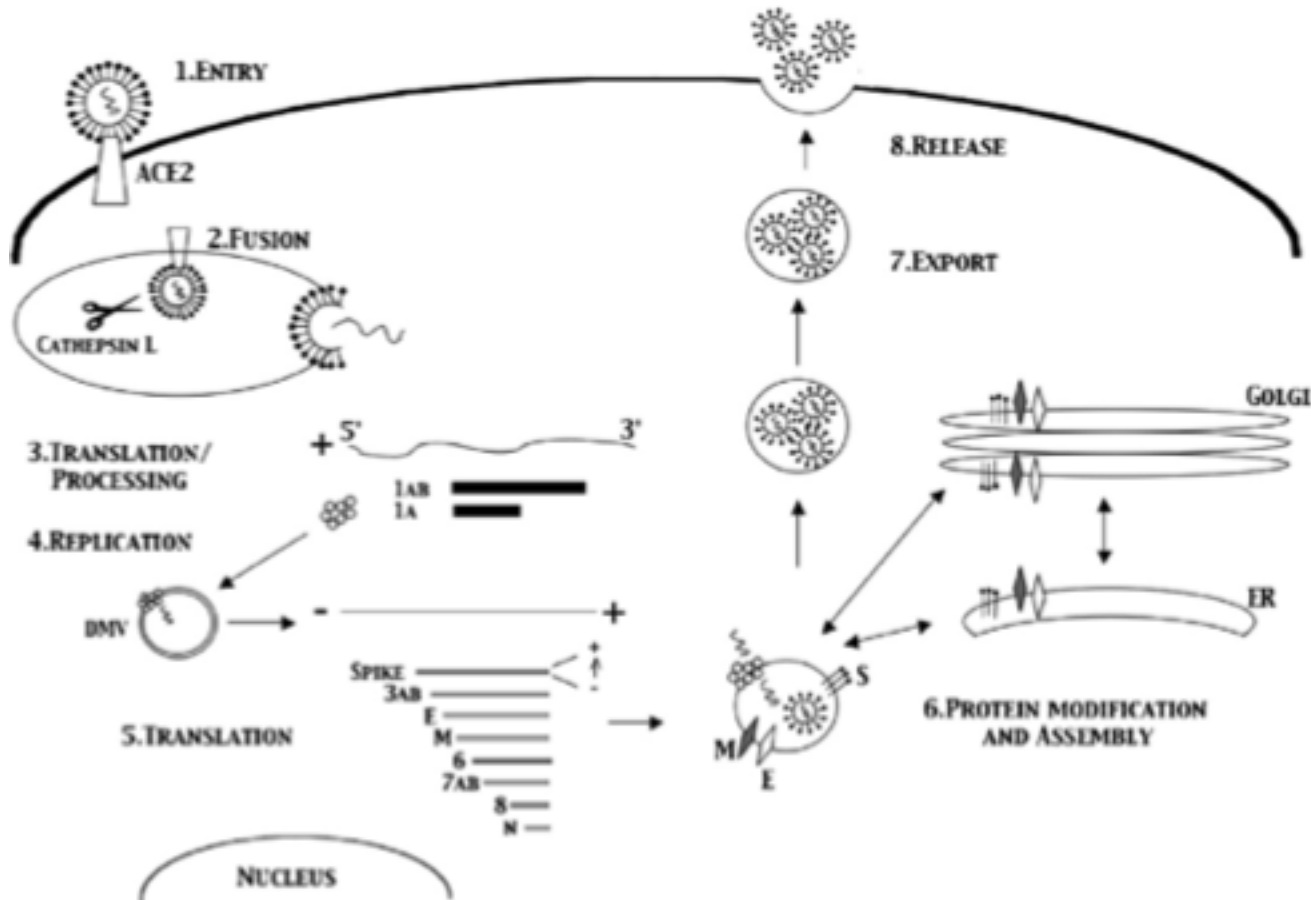 1.ENTRY
ACE2
2.FUSION
CATHEPSIN L
3.TRANSLATION/
PROCESSING
+ 5' 3'
1AB
1A
4.REPLICATION
DMV
- +
SPIKE
+
-
3AB
E
M
6
7AB
8
N
5.TRANSLATION
NUCLEUS
8.RELEASE
7.EXPORT
GOLGI
ER
S
M
E
6.PROTEIN MODIFICATION
AND ASSEMBLY